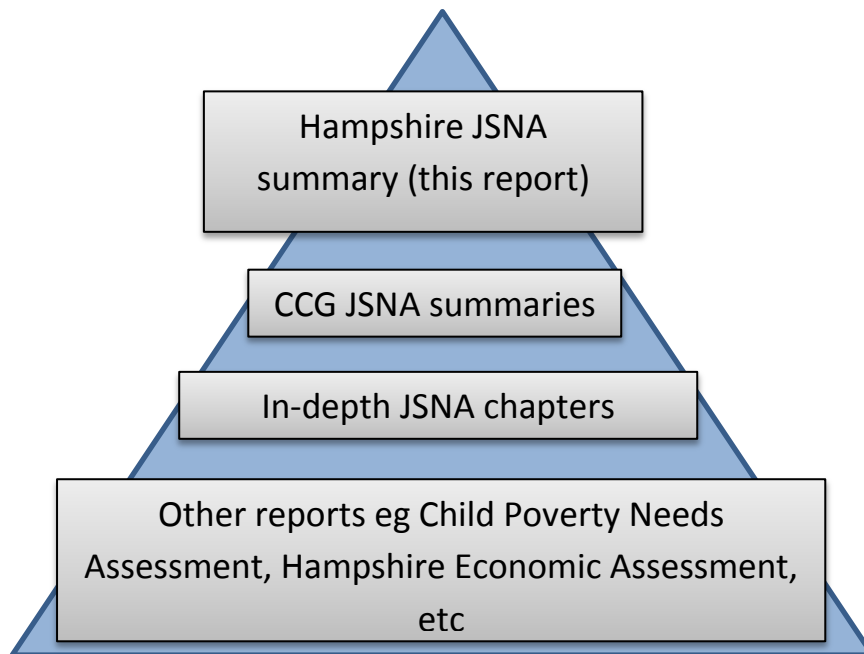 Hampshire JSNA
summary (this report)
CCG JSNA summaries
In-depth JSNA chapters
Other reports eg Child Poverty Needs
Assessment, Hampshire Economic Assessment,
etc